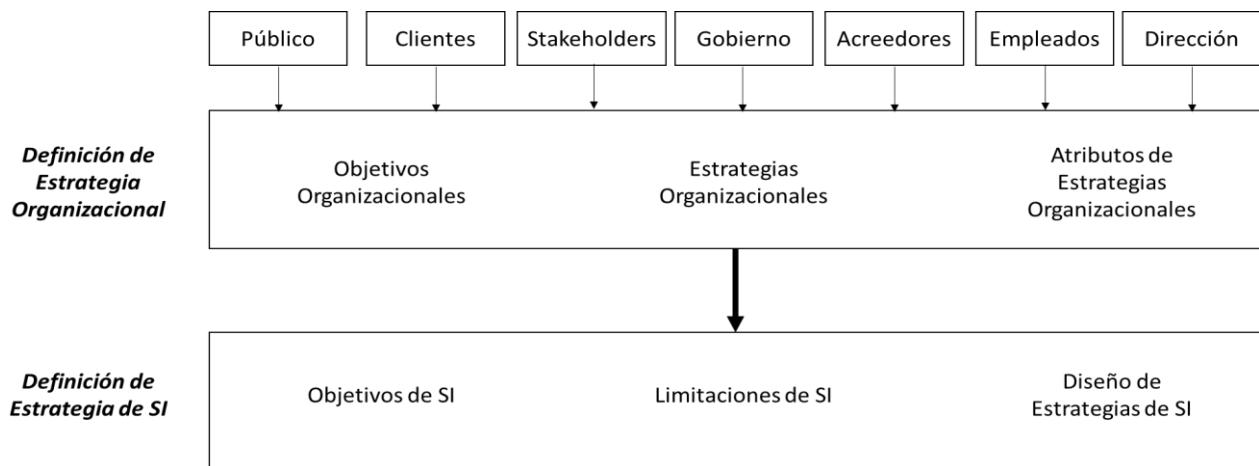 Público
Clientes
Stakeholders
Gobierno
Acreedores
Empleados
Dirección
Definición de
Estrategia
Organizacional
Objetivos
Organizacionales
Estrategias
Organizacionales
Atributos de
Estrategias
Organizacionales
Definición de
Estrategia de SI
Objetivos de SI
Limitaciones de SI
Diseño de
Estrategias de SI